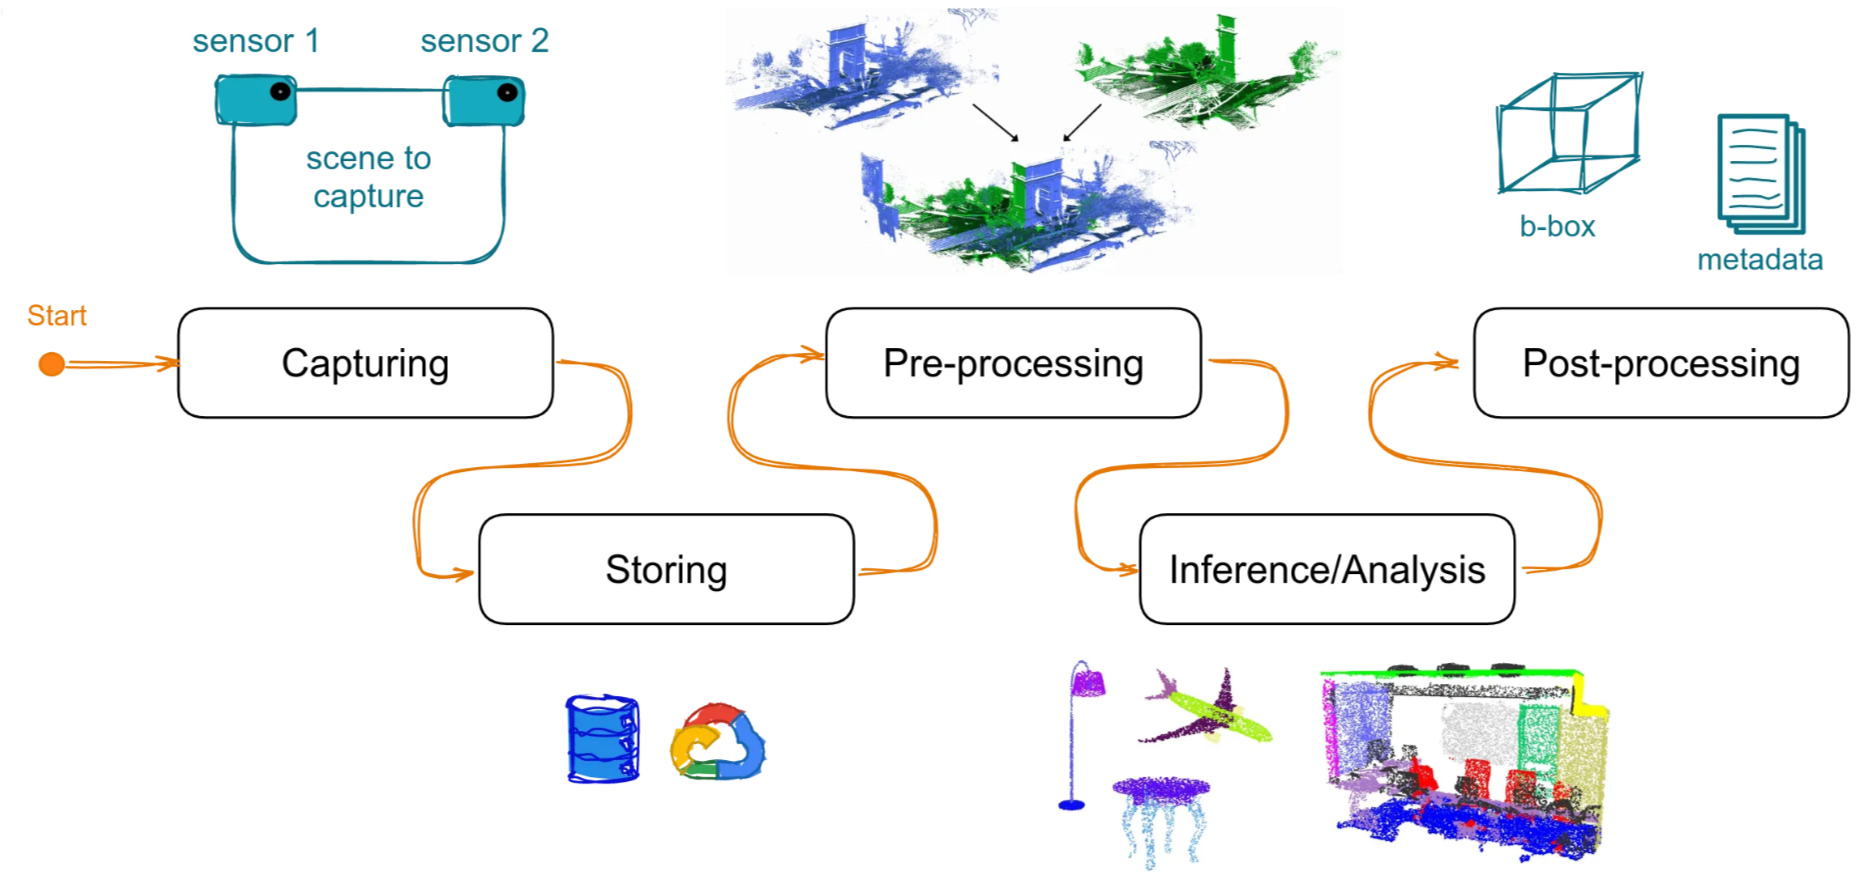 sensor 1
sensor 2
scene to
capture
b-box
metadata
Start
Capturing
Pre-processing
Post-processing
Storing
Inference/Analysis